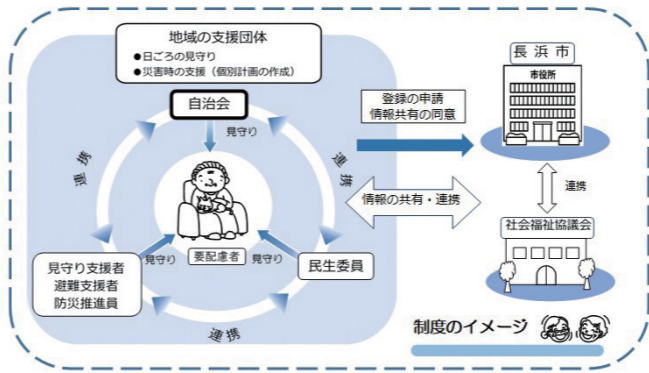 地域の支援団体
●日ごろの見守り
●災害時の支援（個別計画の作成）
自治会
見守り
連携
連携
要配慮者
見守り
見守り
見守り支援者
避難支援者
防災推進員
民生委員
連携
登録の申請
情報共有の同意
情報の共有・連携
長浜市
市役所
連携
社会福祉協議会
制度のイメージ